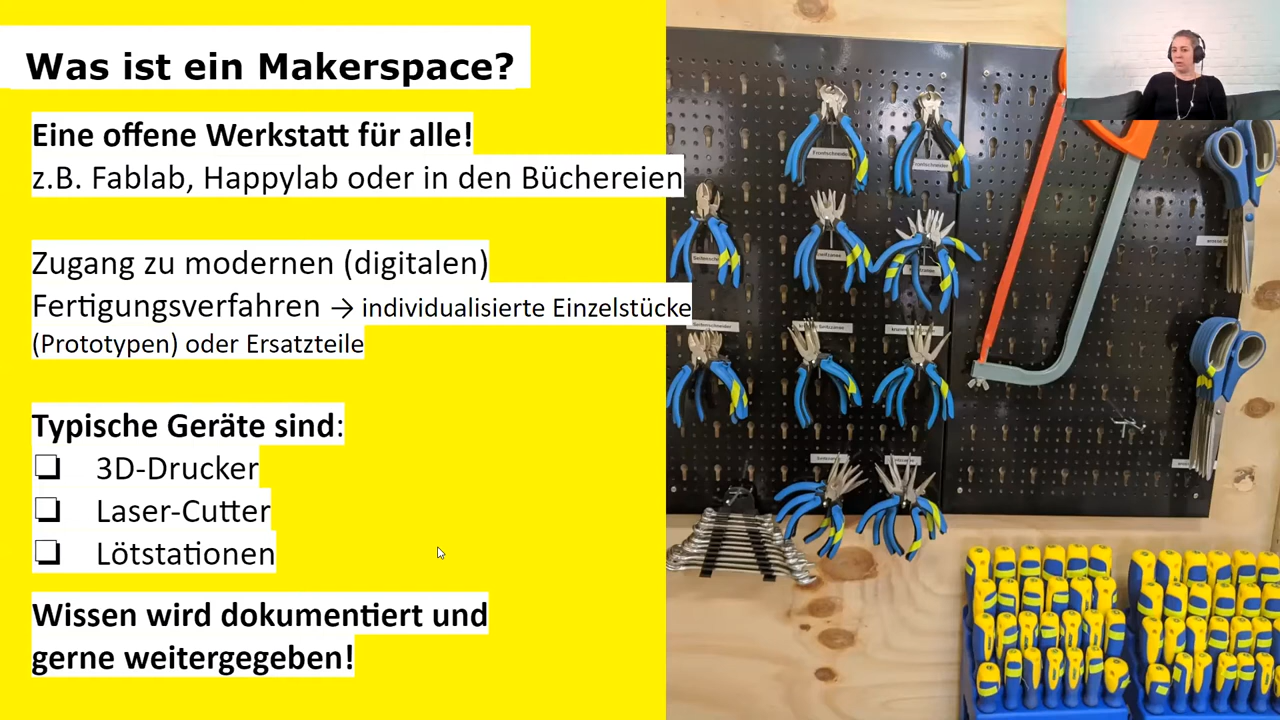 Was ist ein Makerspace?
Eine offene Werkstatt für alle!
z.B. Fablab, Happylab oder in den Büchereien
Zugang zu modernen (digitalen)
Fertigungsverfahren → individualisierte Einzelstücke
(Prototypen) oder Ersatzteile
Typische Geräte sind:
❏ 3D-Drucker
❏ Laser-Cutter
❏ Lötstationen
Wissen wird dokumentiert und
gerne weitergegeben!
Frontschneider
Frontschneider